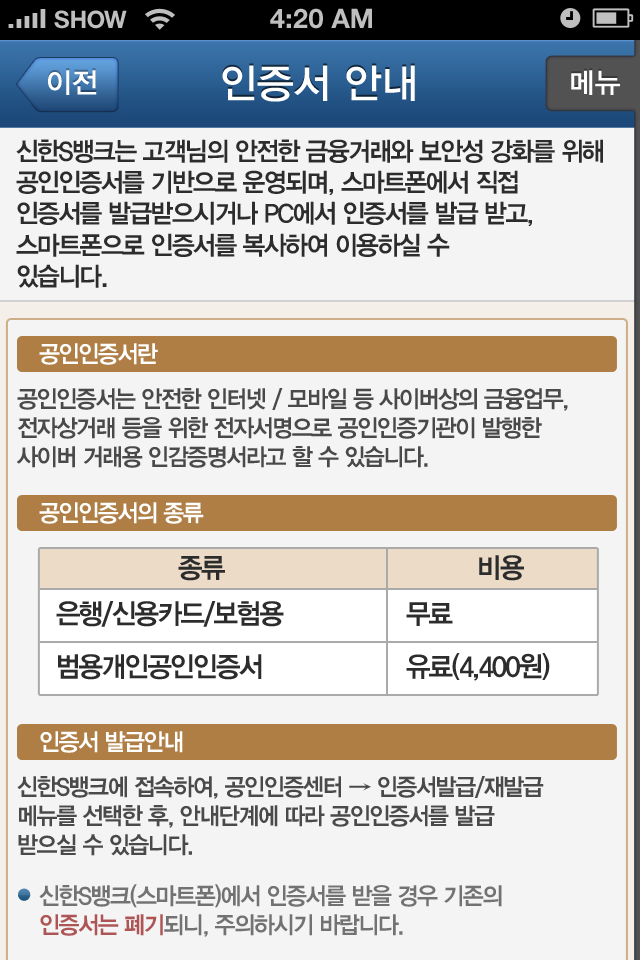 SHOW 4:20 AM
이전 인증서 안내 메뉴
신한S뱅크는 고객님의 안전한 금융거래와 보안성 강화를 위해
공인인증서를 기반으로 운영되며, 스마트폰에서 직접
인증서를 발급받으시거나 PC에서 인증서를 발급 받고,
스마트폰으로 인증서를 복사하여 이용하실 수
있습니다.
공인인증서란
공인인증서는 안전한 인터넷 / 모바일 등 사이버상의 금융업무,
전자상거래 등을 위한 전자서명으로 공인인증기관이 발행한
사이버 거래용 인감증명서라고 할 수 있습니다.
공인인증서의 종류
종류 비용
은행/신용카드/보험용 무료
범용개인공인인증서 유료(4,400원)
인증서 발급안내
신한S뱅크에 접속하여, 공인인증센터 → 인증서발급/재발급
메뉴를 선택한 후, 안내단계에 따라 공인인증서를 발급
받으실 수 있습니다.
신한S뱅크(스마트폰)에서 인증서를 받을 경우 기존의
인증서는 폐기되니, 주의하시기 바랍니다.